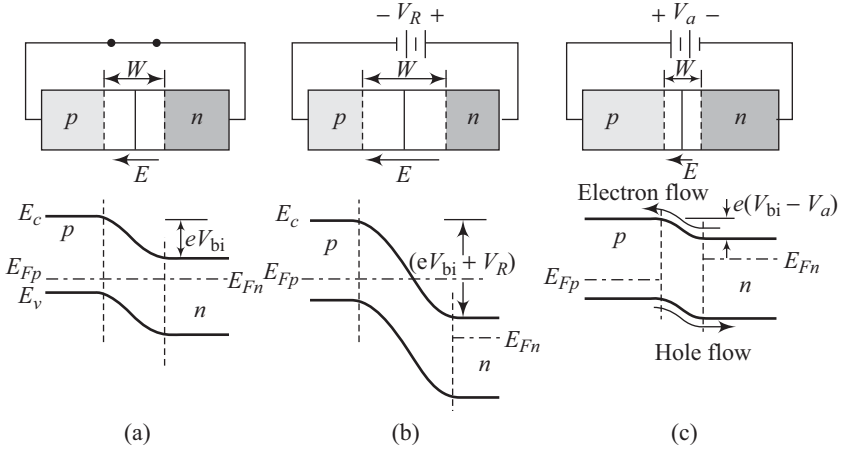 − V_R +
+ V_a −
W
W
W
p
n
p
n
p
n
E
E
E
Electron flow
e(V_bi − V_a)
E_c
p
eV_bi
E_Fp
E_v
E_Fn
n
E_c
p
(eV_bi + V_R)
E_Fp
E_Fn
n
p
E_Fn
E_Fp
n
Hole flow
(a)
(b)
(c)